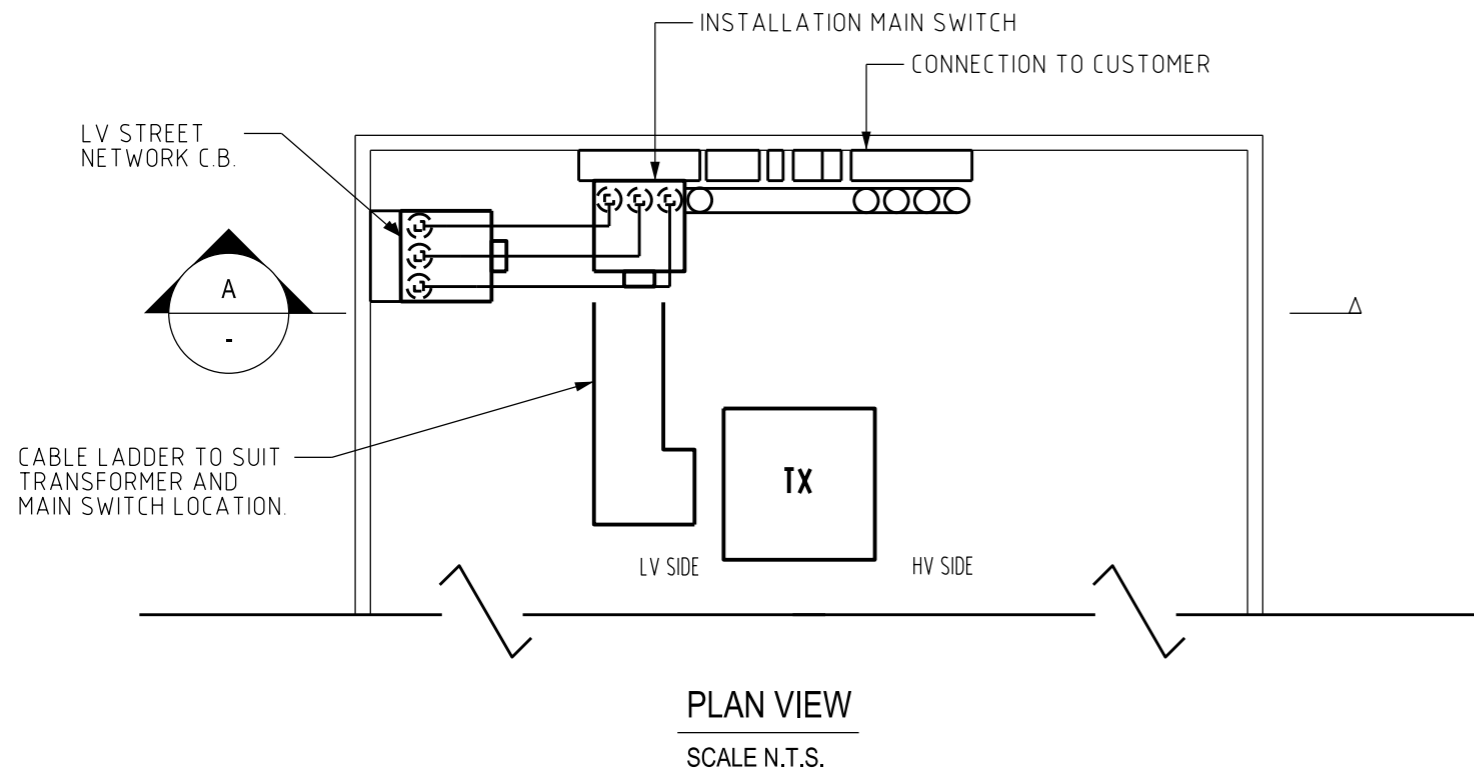 INSTALLATION MAIN SWITCH
CONNECTION TO CUSTOMER
LV STREET
NETWORK C.B.
A
-
CABLE LADDER TO SUIT
TRANSFORMER AND
MAIN SWITCH LOCATION.
TX
LV SIDE
HV SIDE
PLAN VIEW
SCALE N.T.S.